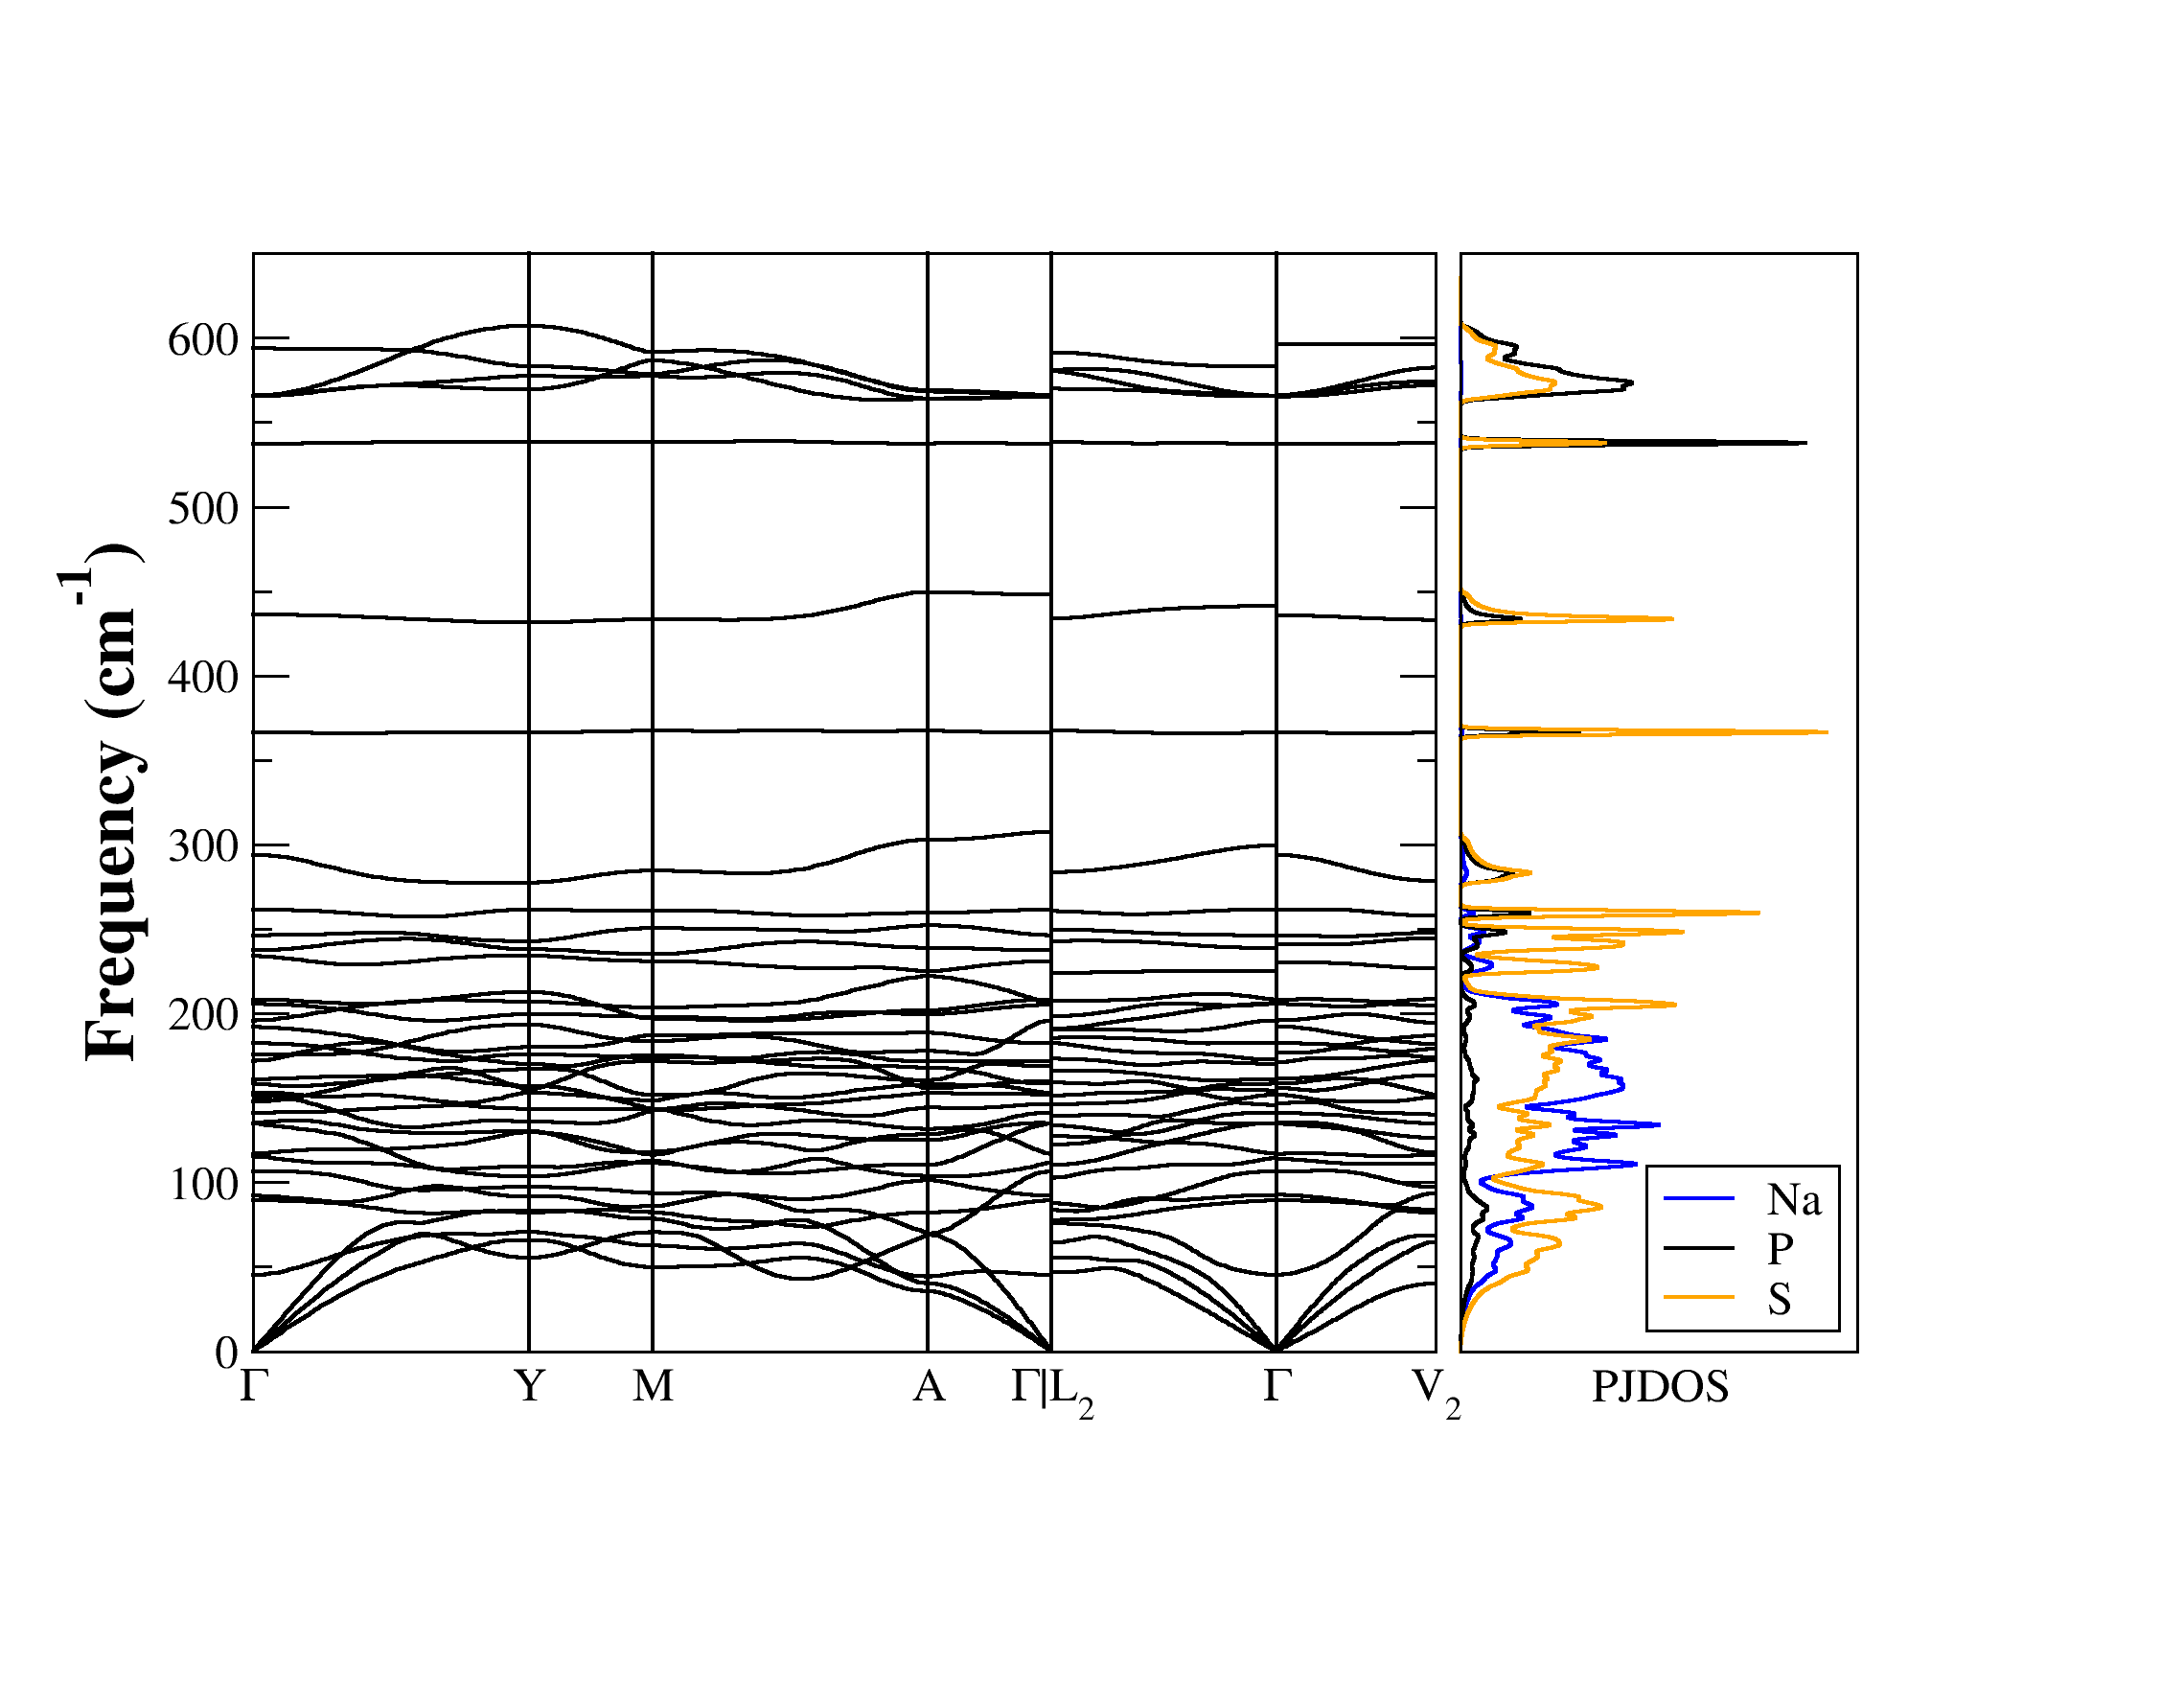 Frequency (cm⁻¹)
600
500
400
300
200
100
0
Γ Y M A Γ|L₂ Γ V₂ PJDOS
Na
P
S